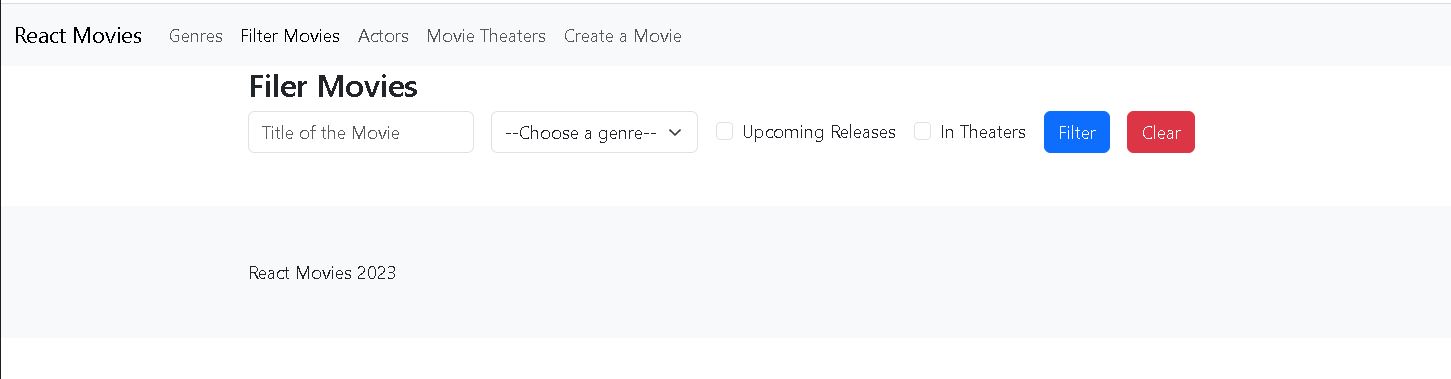 React Movies Genres Filter Movies Actors Movie Theaters Create a Movie
Filer Movies
Title of the Movie --Choose a genre-- Upcoming Releases In Theaters Filter Clear
React Movies 2023